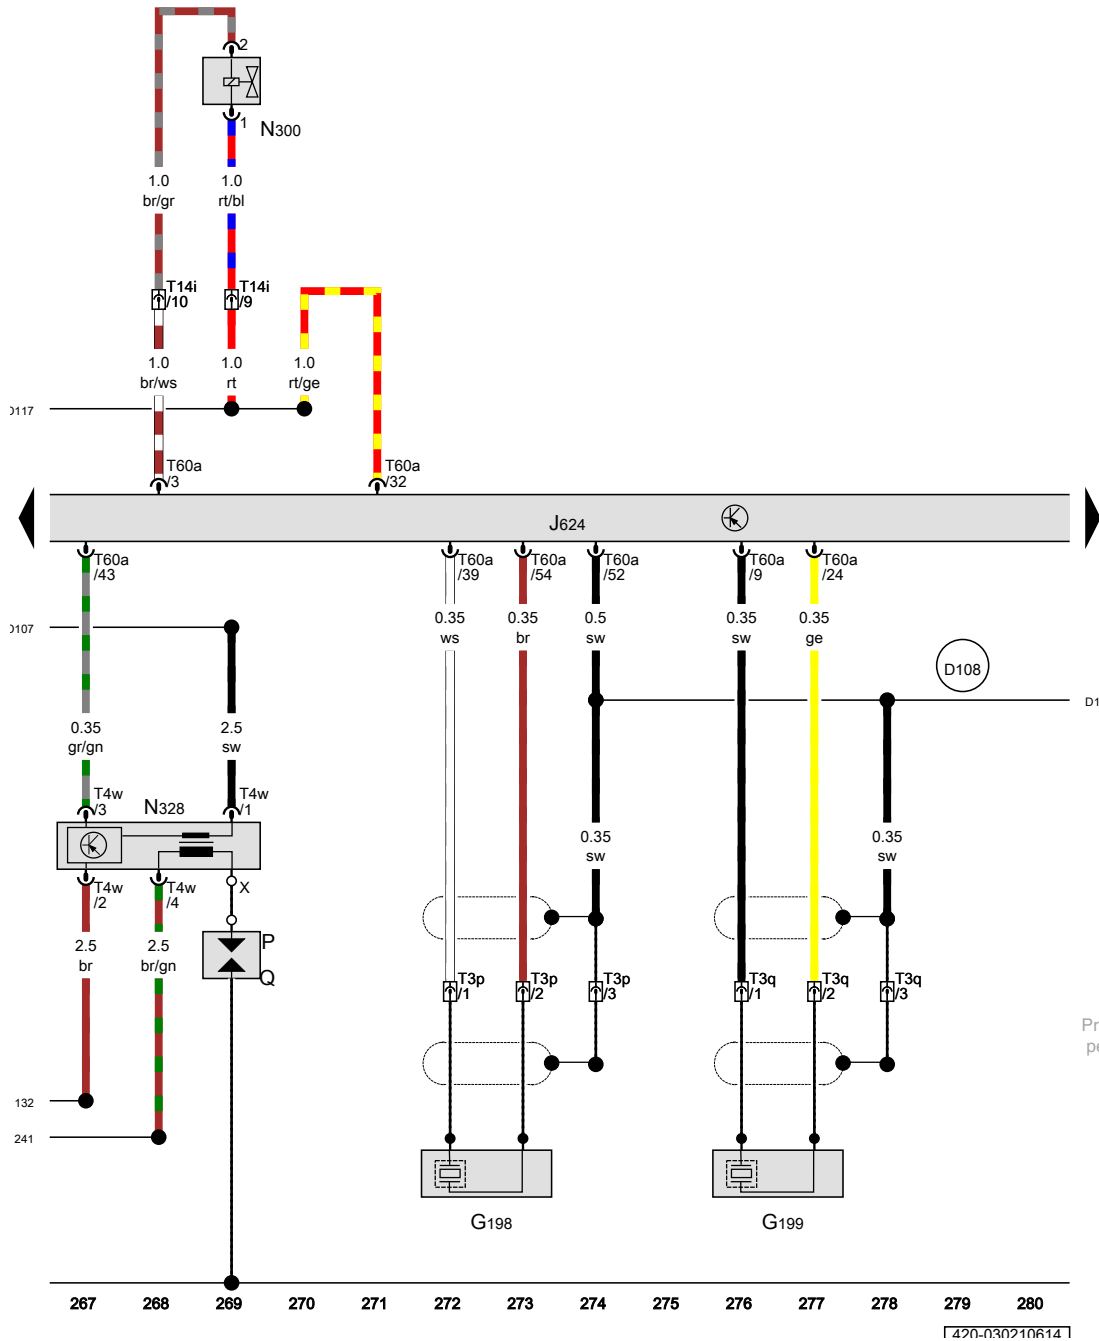 2
1
N300
1.0
br/gr
1.0
rt/bl
T14i
/10
T14i
/9
1.0
br/ws
1.0
rt
1.0
rt/ge
D117
T60a
/3
T60a
/32
J624
T60a
/43
T60a
/39
T60a
/54
T60a
/52
T60a
/9
T60a
/24
0.35
ws
0.35
br
0.5
sw
0.35
sw
0.35
ge
D107
D108
D1
0.35
gr/gn
2.5
sw
T4w
/3
N328
T4w
/1
0.35
sw
0.35
sw
T4w
/2
T4w
/4
X
2.5
br
2.5
br/gn
P
Q
T3p
/1
T3p
/2
T3p
/3
T3q
/1
T3q
/2
T3q
/3
Pr
pe
132
241
G198
G199
267 268 269 270 271 272 273 274 275 276 277 278 279 280
420-030210614